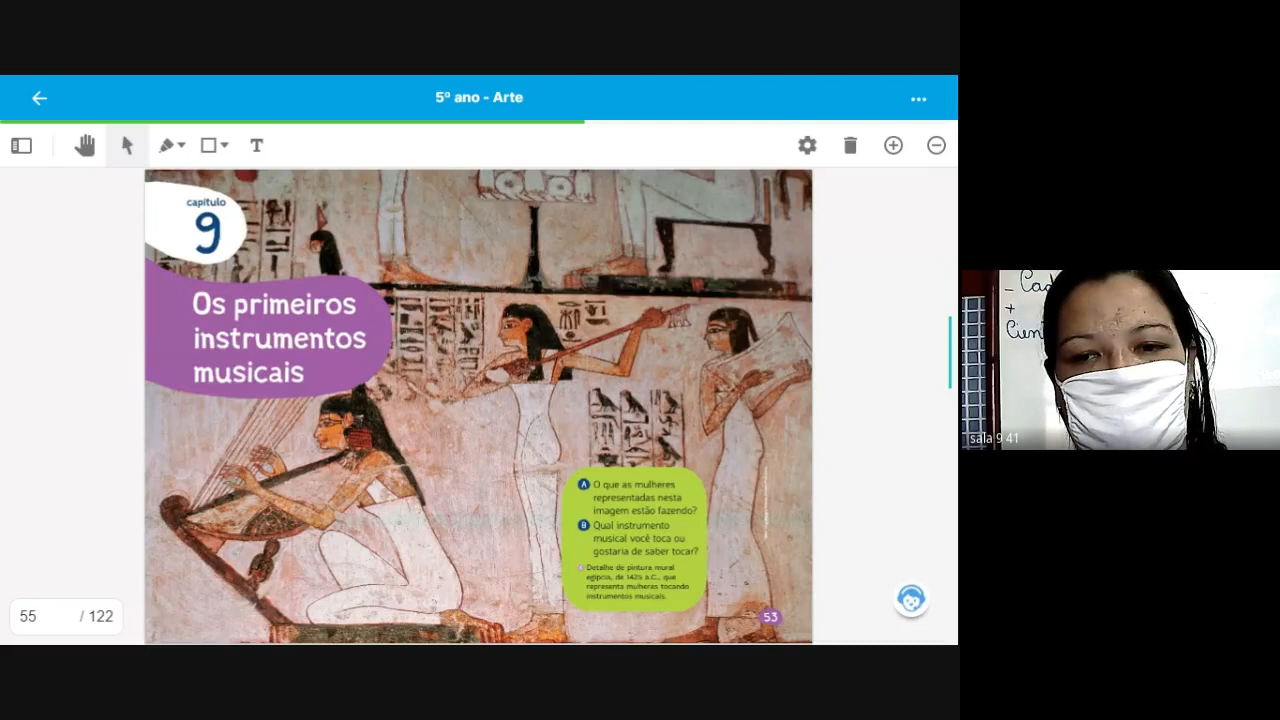 5º ano - Arte
T
capítulo
9
Os primeiros
instrumentos
musicais
A O que as mulheres
representadas nesta
imagem estão fazendo?
B Qual instrumento
musical você toca ou
gostaria de saber tocar?
Detalhe de pintura mural
egípcia, de 1425 a.C., que
representa mulheres tocando
instrumentos musicais.
53
55 / 122
- Cad
+
Cien
sala 9 41